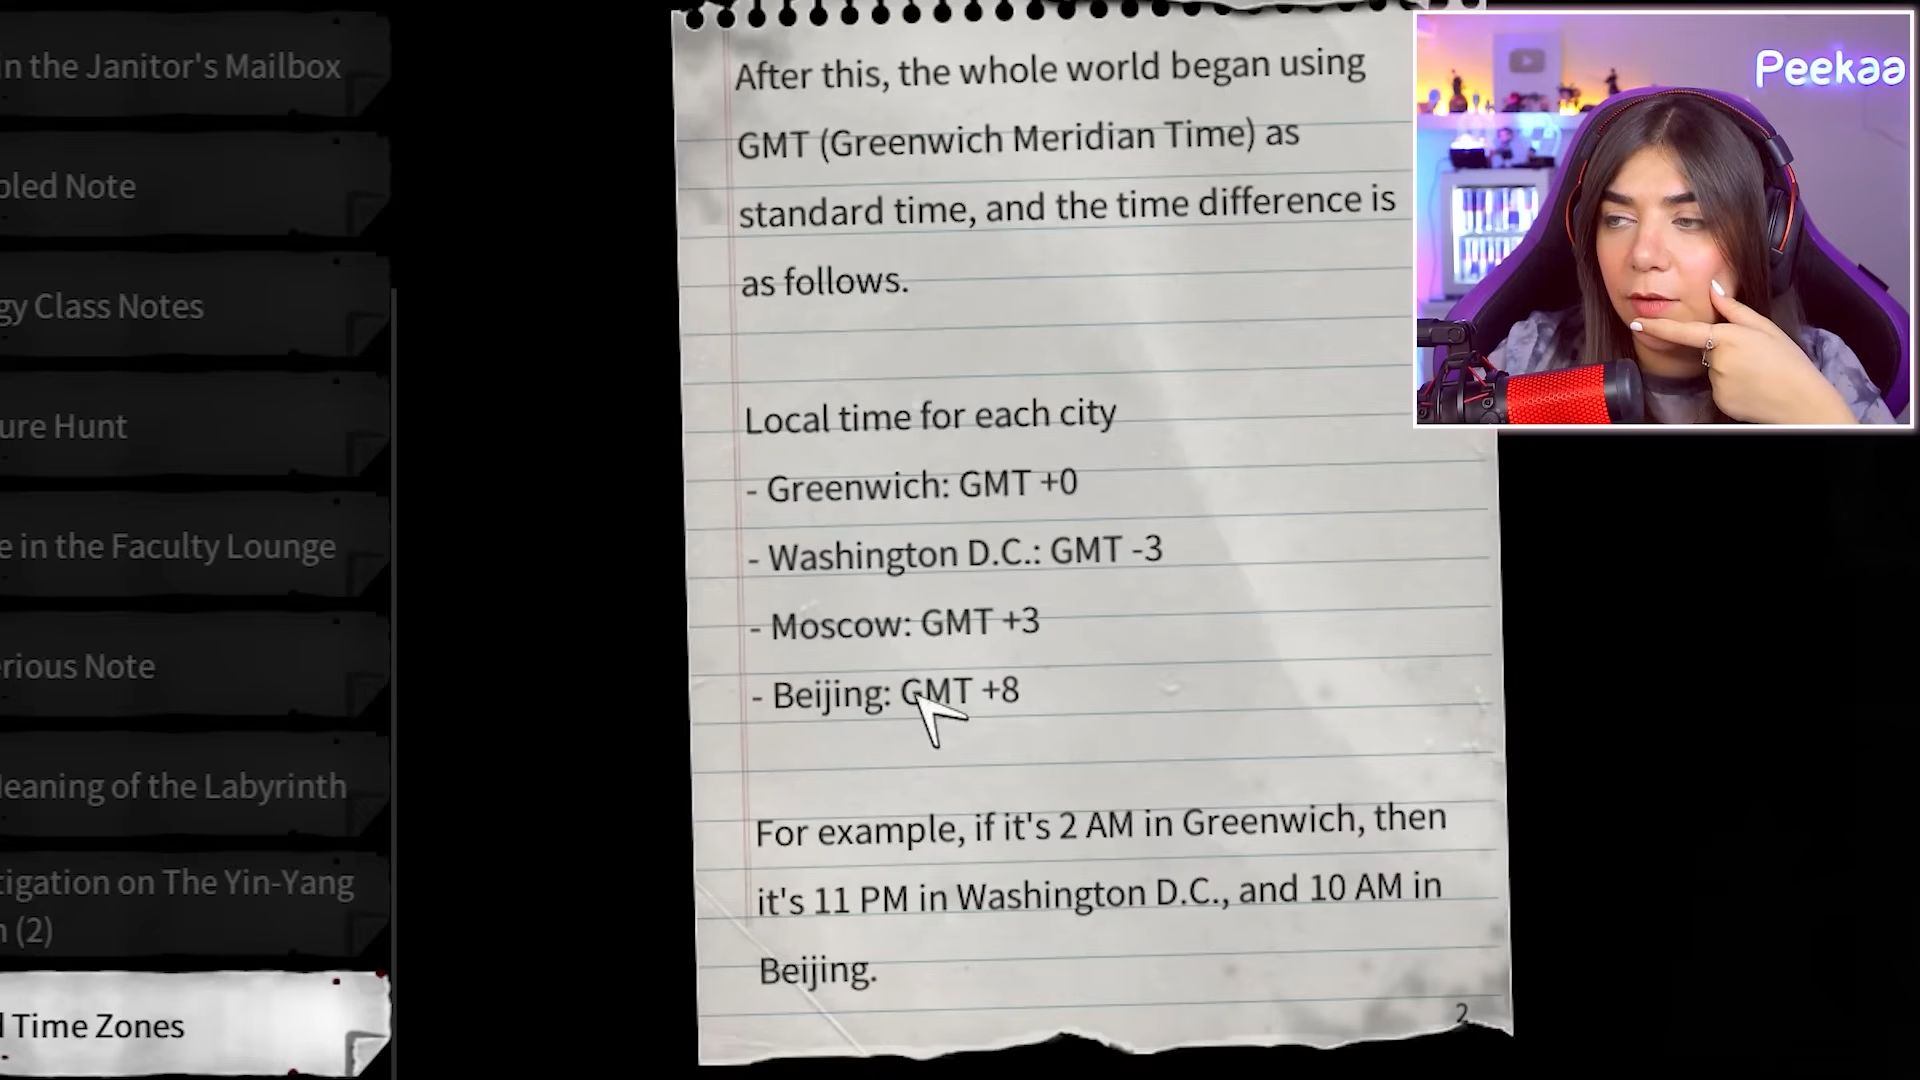 in the Janitor's Mailbox
pled Note
gy Class Notes
ure Hunt
e in the Faculty Lounge
erious Note
Meaning of the Labyrinth
tigation on The Yin-Yang
n (2)
Time Zones
After this, the whole world began using
GMT (Greenwich Meridian Time) as
standard time, and the time difference is
as follows.
Local time for each city
- Greenwich: GMT +0
- Washington D.C.: GMT -3
- Moscow: GMT +3
- Beijing: GMT +8
For example, if it's 2 AM in Greenwich, then
it's 11 PM in Washington D.C., and 10 AM in
Beijing.
2
Peekaa